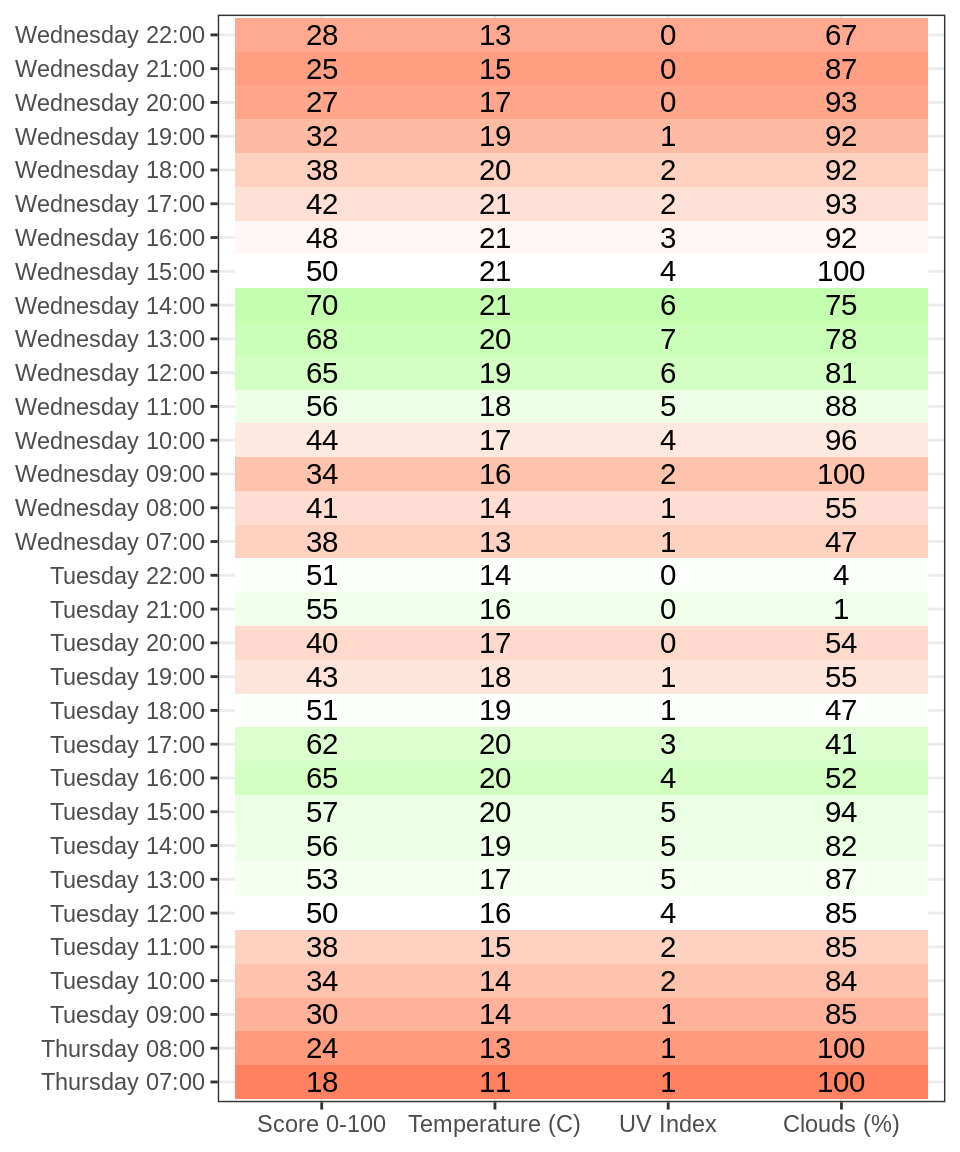 Wednesday 22:00 28 13 0 67
Wednesday 21:00 25 15 0 87
Wednesday 20:00 27 17 0 93
Wednesday 19:00 32 19 1 92
Wednesday 18:00 38 20 2 92
Wednesday 17:00 42 21 2 93
Wednesday 16:00 48 21 3 92
Wednesday 15:00 50 21 4 100
Wednesday 14:00 70 21 6 75
Wednesday 13:00 68 20 7 78
Wednesday 12:00 65 19 6 81
Wednesday 11:00 56 18 5 88
Wednesday 10:00 44 17 4 96
Wednesday 09:00 34 16 2 100
Wednesday 08:00 41 14 1 55
Wednesday 07:00 38 13 1 47
Tuesday 22:00 51 14 0 4
Tuesday 21:00 55 16 0 1
Tuesday 20:00 40 17 0 54
Tuesday 19:00 43 18 1 55
Tuesday 18:00 51 19 1 47
Tuesday 17:00 62 20 3 41
Tuesday 16:00 65 20 4 52
Tuesday 15:00 57 20 5 94
Tuesday 14:00 56 19 5 82
Tuesday 13:00 53 17 5 87
Tuesday 12:00 50 16 4 85
Tuesday 11:00 38 15 2 85
Tuesday 10:00 34 14 2 84
Tuesday 09:00 30 14 1 85
Thursday 08:00 24 13 1 100
Thursday 07:00 18 11 1 100
Score 0-100 Temperature (C) UV Index Clouds (%)